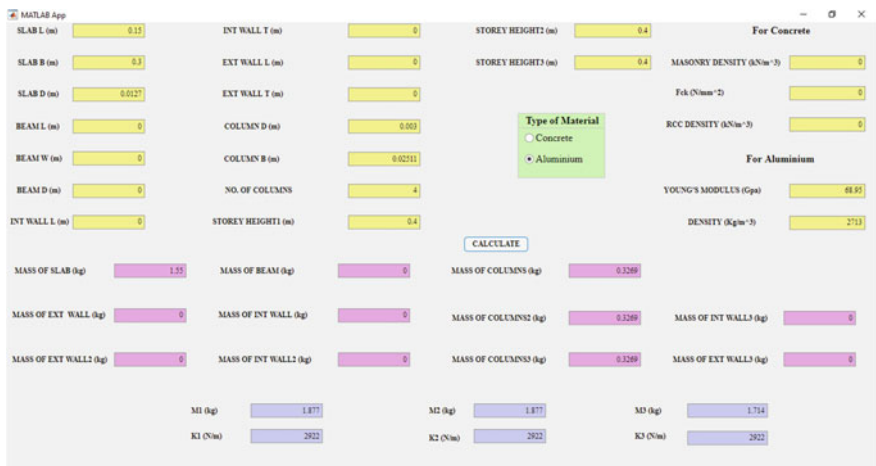 MATLAB App
SLAB L (m) 0.15 INT WALL T (m) 0 STOREY HEIGHT2 (m) 0.4 For Concrete
SLAB B (m) 0.3 EXT WALL L (m) 0 STOREY HEIGHT3 (m) 0.4 MASONRY DENSITY (kN/m^3) 0
SLAB D (m) 0.0127 EXT WALL T (m) 0 Fck (N/mm^2) 0
BEAM L (m) 0 COLUMN D (m) 0.003 Type of Material RCC DENSITY (kN/m^3) 0
Concrete
BEAM W (m) 0 COLUMN B (m) 0.02511 Aluminium For Aluminium
BEAM D (m) 0 NO. OF COLUMNS 4 YOUNG'S MODULUS (Gpa) 68.95
INT WALL L (m) 0 STOREY HEIGHT1 (m) 0.4 DENSITY (Kg/m^3) 2713
CALCULATE
MASS OF SLAB (kg) 1.55 MASS OF BEAM (kg) 0 MASS OF COLUMNS (kg) 0.3269
MASS OF EXT WALL (kg) 0 MASS OF INT WALL (kg) 0 MASS OF COLUMNS2 (kg) 0.3269 MASS OF INT WALL3 (kg) 0
MASS OF EXT WALL2 (kg) 0 MASS OF INT WALL2 (kg) 0 MASS OF COLUMNS3 (kg) 0.3269 MASS OF EXT WALL3 (kg) 0
M1 (kg) 1.877 M2 (kg) 1.877 M3 (kg) 1.714
K1 (N/m) 2922 K2 (N/m) 2922 K3 (N/m) 2922